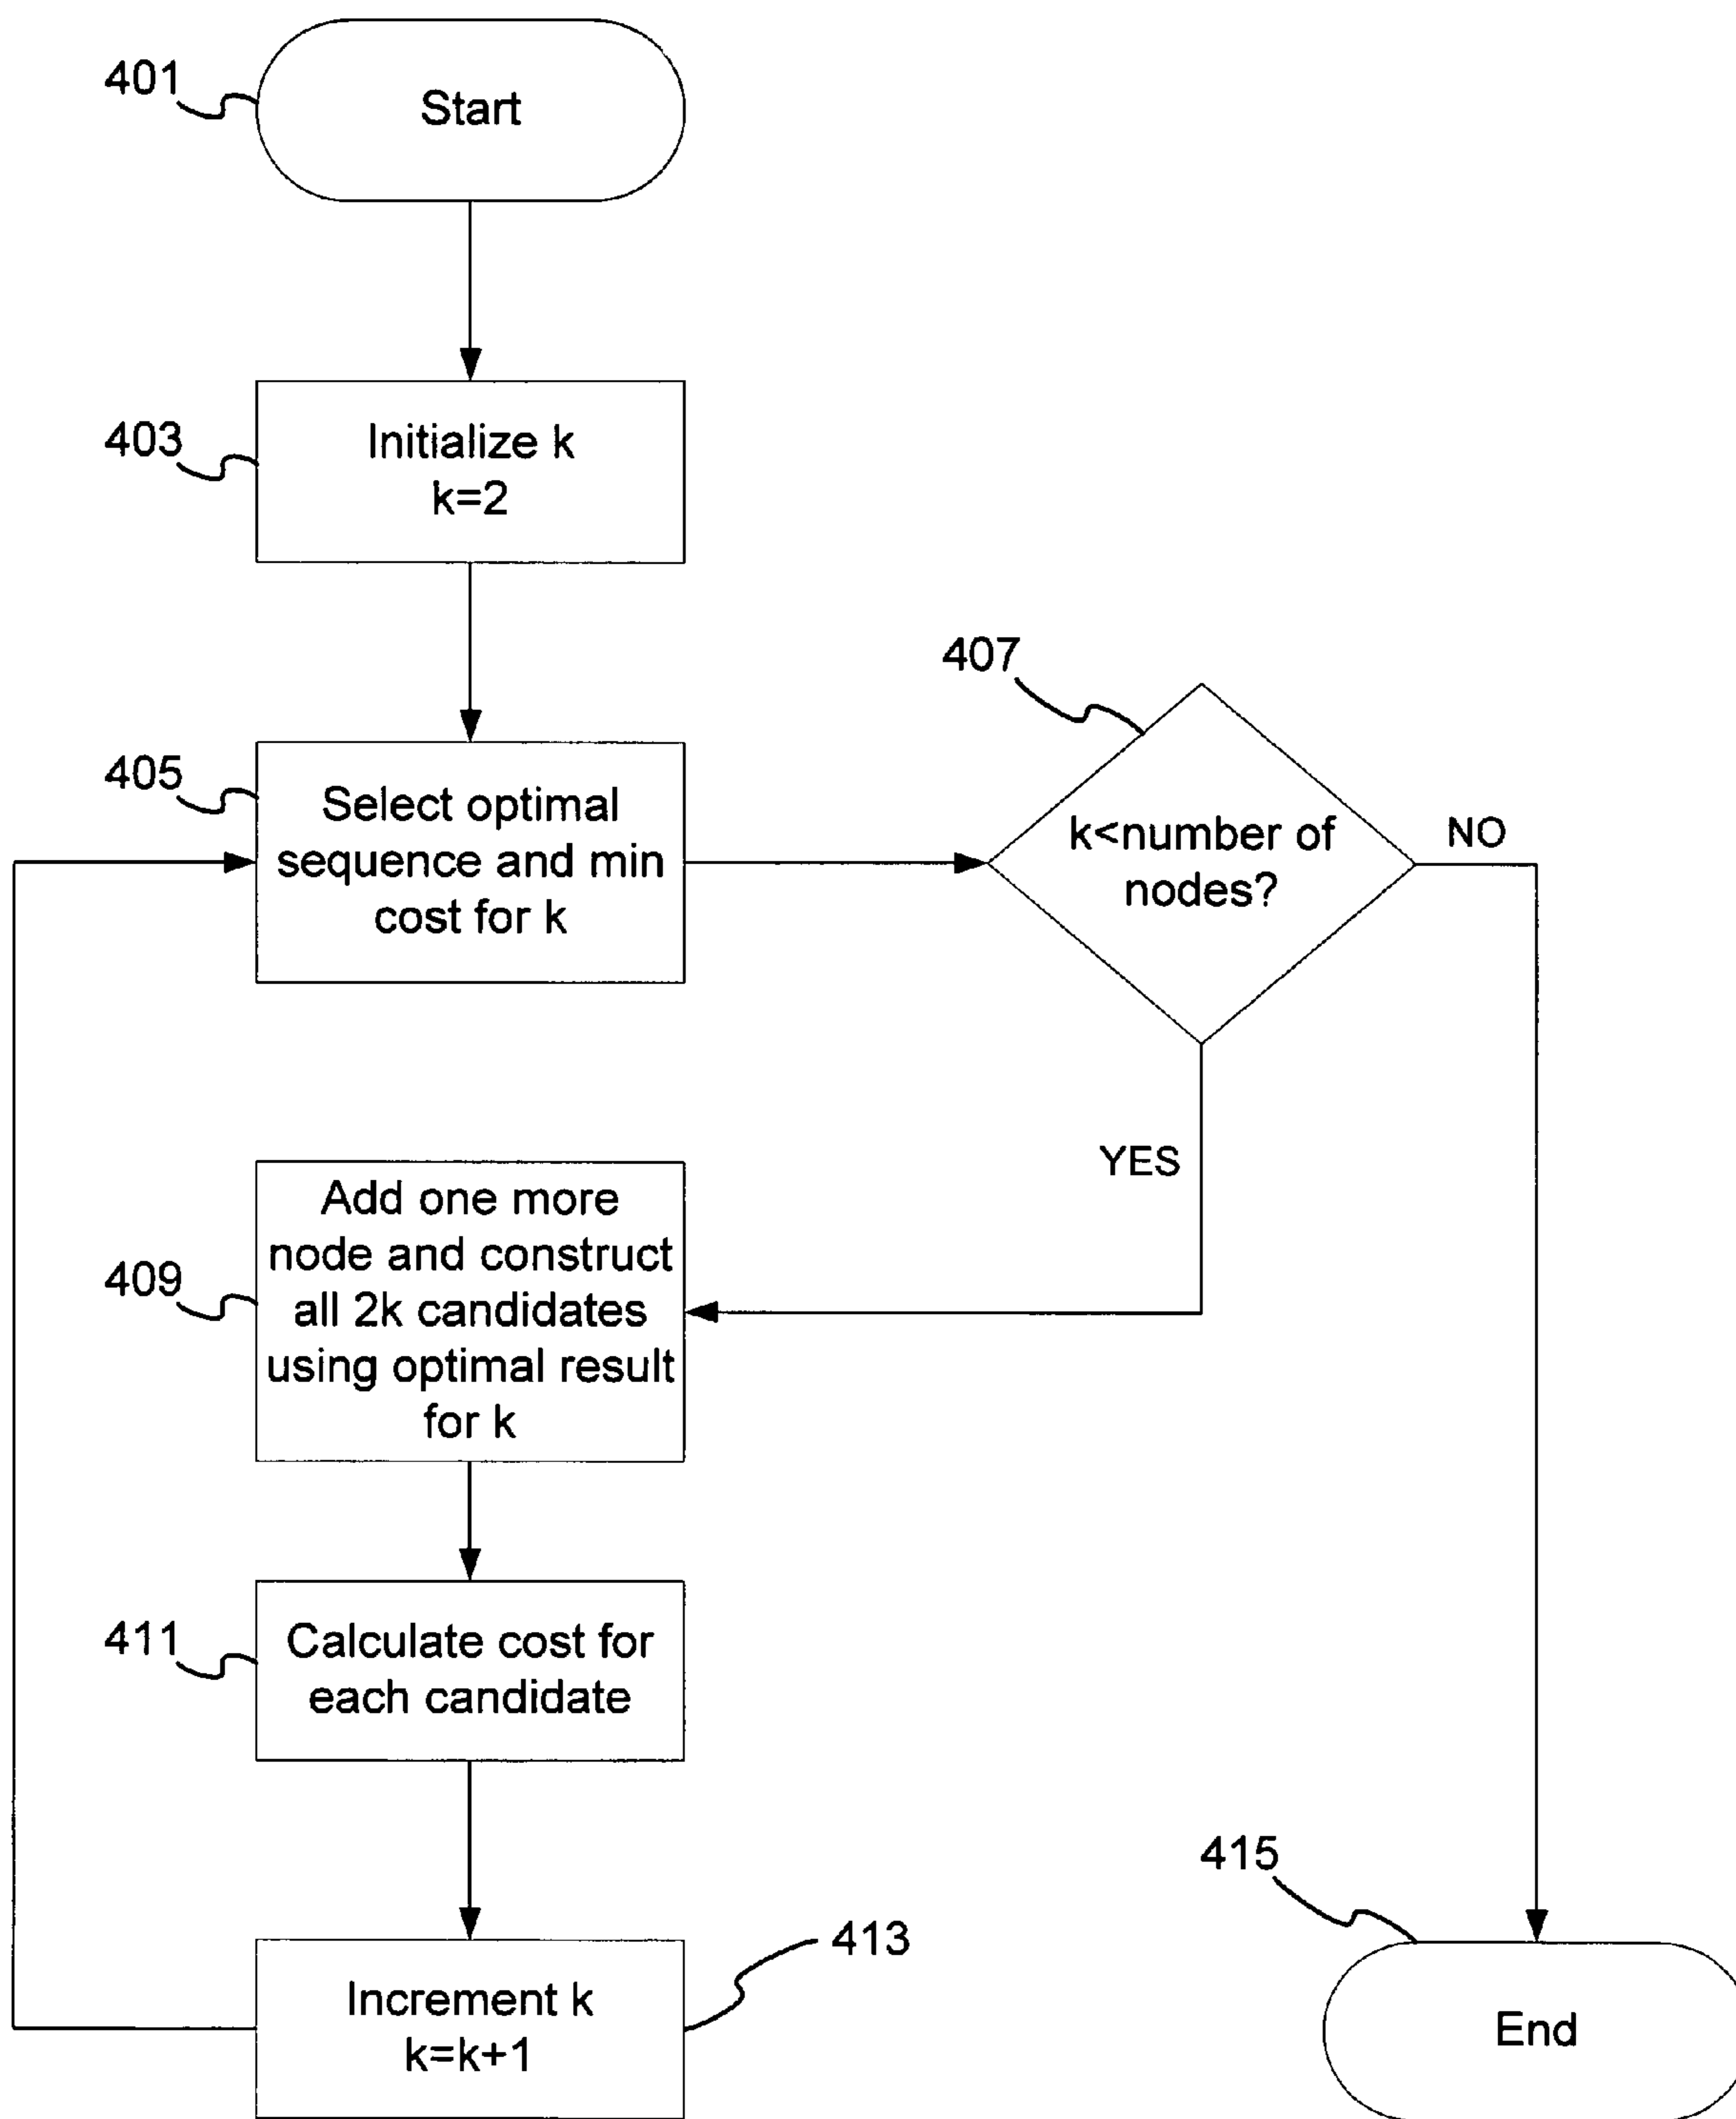 401
Start
403
Initialize k
k=2
405
Select optimal
sequence and min
cost for k
407
k<number of
nodes?
NO
YES
409
Add one more
node and construct
all 2k candidates
using optimal result
for k
411
Calculate cost for
each candidate
413
Increment k
k=k+1
415
End